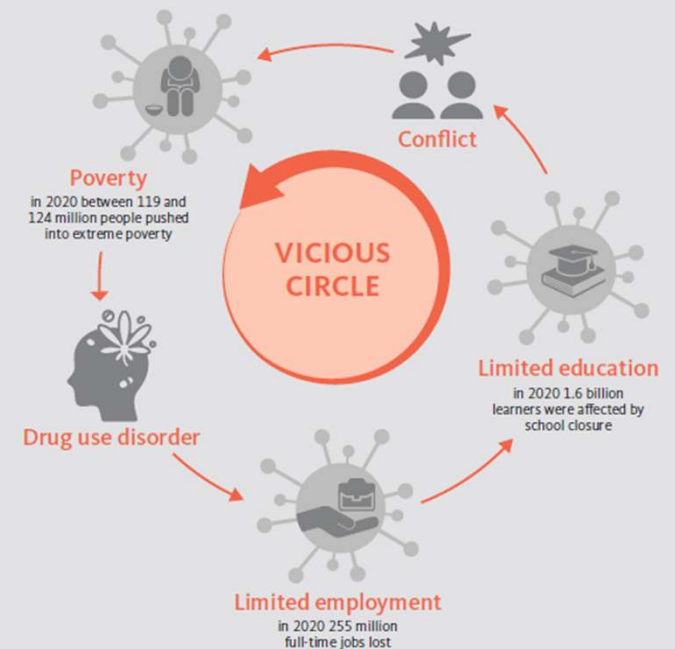 Conflict
Poverty
in 2020 between 119 and
124 million people pushed
into extreme poverty
VICIOUS
CIRCLE
Limited education
in 2020 1.6 billion
learners were affected by
school closure
Drug use disorder
Limited employment
in 2020 255 million
full-time jobs lost